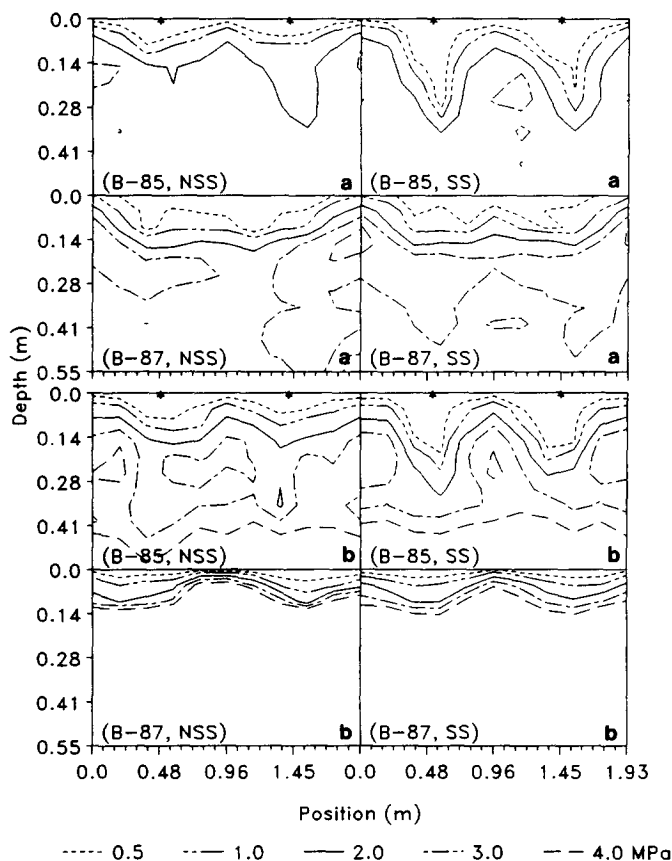 0.0
0.14
0.28
0.41
(B-85, NSS) a
(B-85, SS) a
0.0
0.14
0.28
0.41
0.55
(B-87, NSS) a
(B-87, SS) a
Depth (m)
0.0
0.14
0.28
0.41
(B-85, NSS) b
(B-85, SS) b
0.0
0.14
0.28
0.41
0.55
(B-87, NSS) b
(B-87, SS) b
0.0 0.48 0.96 1.45 0.0 0.48 0.96 1.45 1.93
Position (m)
0.5 1.0 2.0 3.0 4.0 MPa